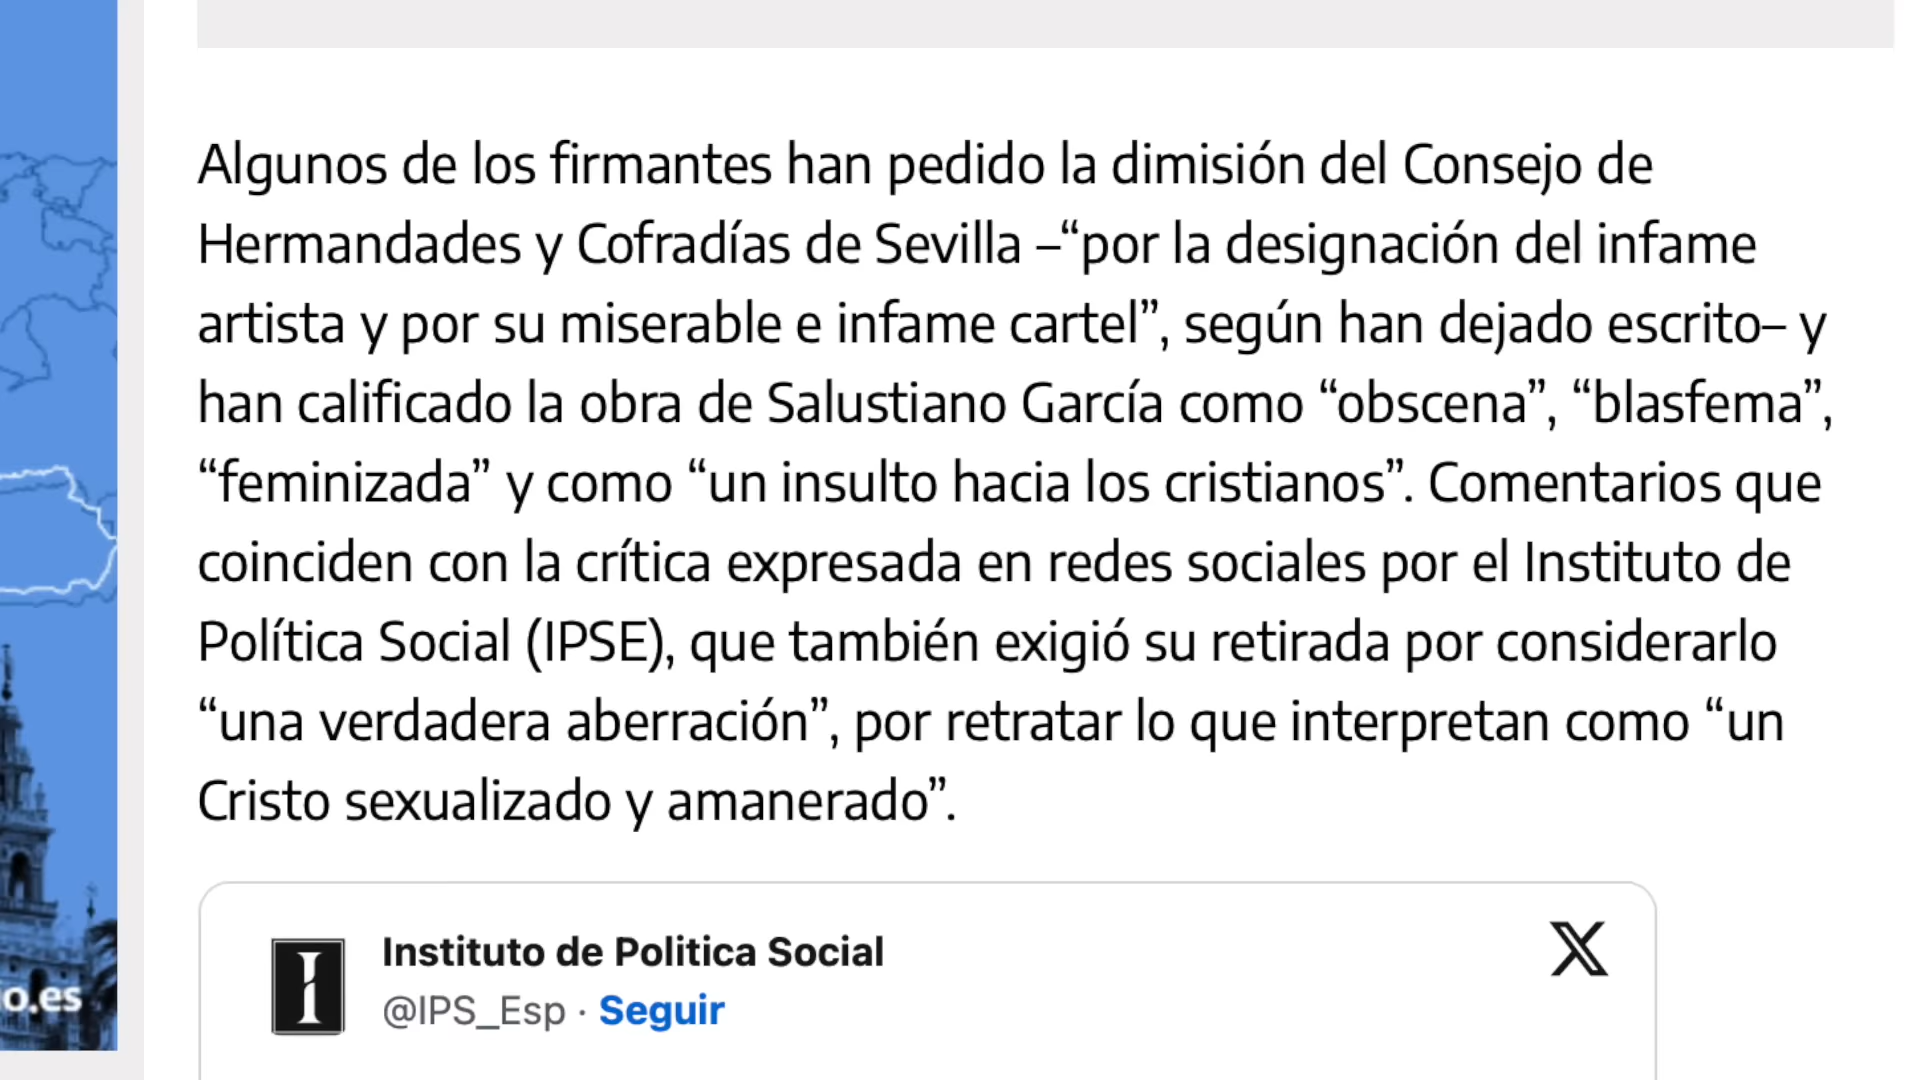 Algunos de los firmantes han pedido la dimisión del Consejo de
Hermandades y Cofradías de Sevilla –“por la designación del infame
artista y por su miserable e infame cartel”, según han dejado escrito– y
han calificado la obra de Salustiano García como “obscena”, “blasfema”,
“feminizada” y como “un insulto hacia los cristianos”. Comentarios que
coinciden con la crítica expresada en redes sociales por el Instituto de
Política Social (IPSE), que también exigió su retirada por considerarlo
“una verdadera aberración”, por retratar lo que interpretan como “un
Cristo sexualizado y amanerado”.
Instituto de Politica Social
@IPS_Esp · Seguir
o.es